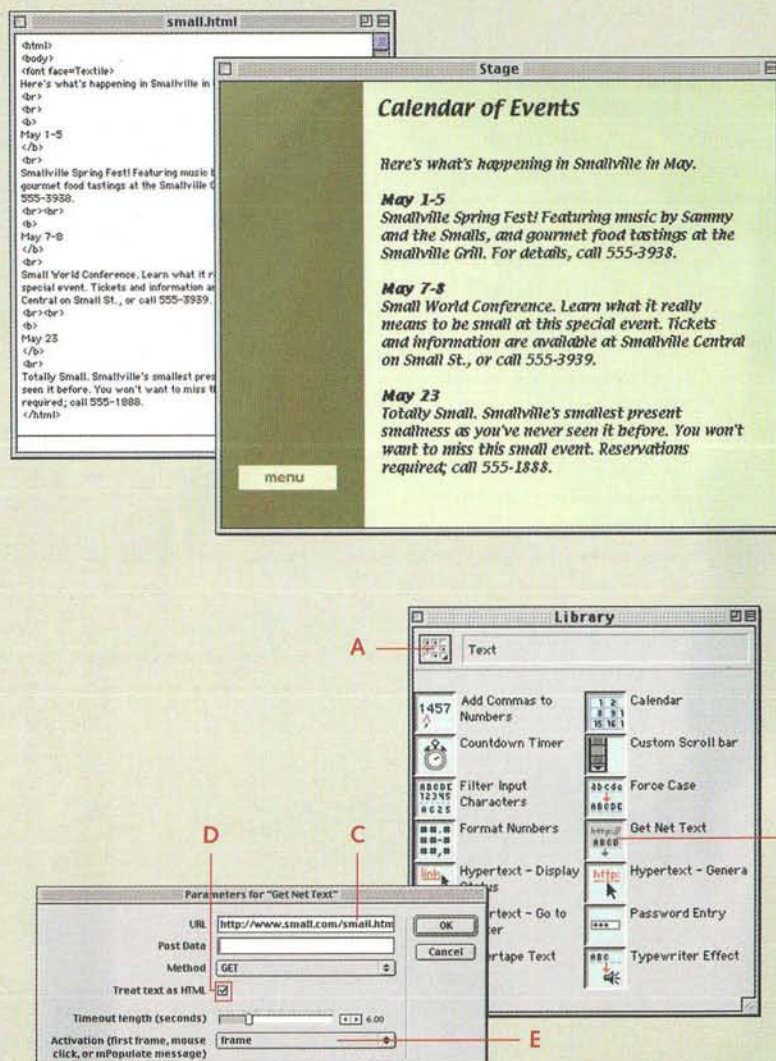 small.html
<html>
<body>
<font face=Textile>
Here's what's happening in Smallville in
<br>
<br>
<b>
May 1-5
</b>
<br>
Smallville Spring Fest! Featuring music
gourmet food tastings at the Smallville
555-3938.
<br><br>
<b>
May 7-8
</b>
<br>
Small World Conference. Learn what it
special event. Tickets and information
Central on Small St., or call 555-3939.
<br><br>
<b>
May 23
</b>
<br>
Totally Small. Smallville's smallest
seen it before. You won't want to miss
required; call 555-1888.
</html>
Stage
Calendar of Events
Here's what's happening in Smallville in May.
May 1-5
Smallville Spring Fest! Featuring music by Sammy
and the Smalls, and gourmet food tastings at the
Smallville Grill. For details, call 555-3938.
May 7-8
Small World Conference. Learn what it really
means to be small at this special event. Tickets
and information are available at Smallville Central
on Small St., or call 555-3939.
May 23
Totally Small. Smallville's smallest present
smallness as you've never seen it before. You won't
want to miss this small event. Reservations
required; call 555-1888.
menu
Library
A
Text
1457
Add Commas to
Numbers
Calendar
Countdown Timer
Custom Scroll bar
ABCDE
12345
ACZ5
Filter Input
Characters
abcde
ABCDE
Force Case
Format Numbers
http://
ABCD
Get Net Text
link
Hypertext - Display
Status
http:
Hypertext - Genera
Password Entry
Typewriter Effect
ABC
D
C
Parameters for "Get Net Text"
URL
http://www.small.com/small.htm
OK
Post Data
Cancel
Method
GET
Treat text as HTML
Timeout length (seconds)
6.00
Activation (first frame, mouse
click, or mPopulate message)
frame
E